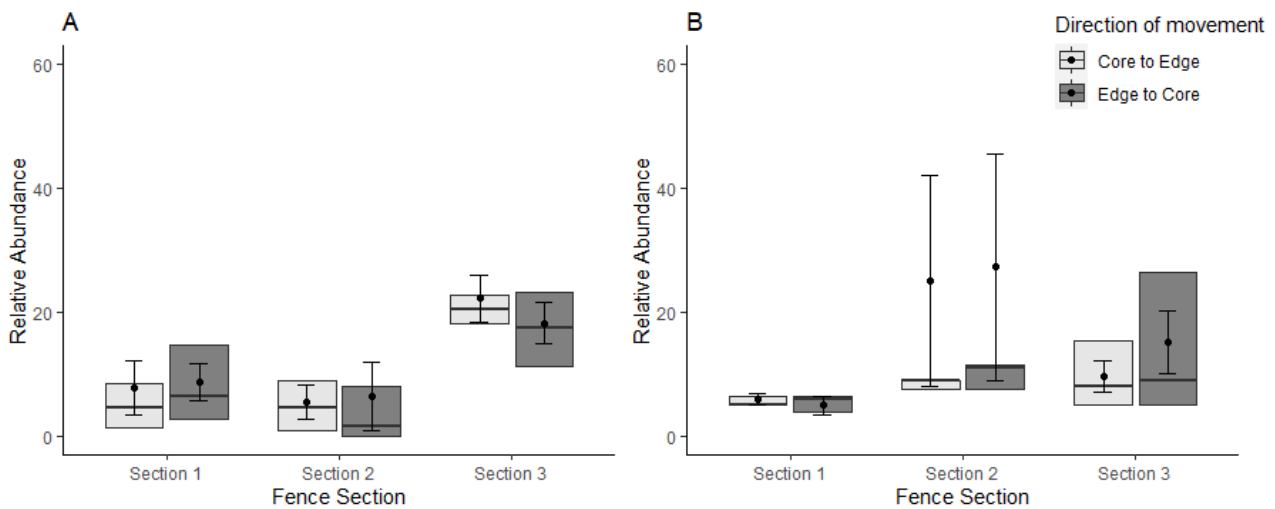 A
60
40
20
0
Relative Abundance
Section 1 Section 2 Section 3
Fence Section
B
60
40
20
0
Relative Abundance
Section 1 Section 2 Section 3
Fence Section
Direction of movement
Core to Edge
Edge to Core